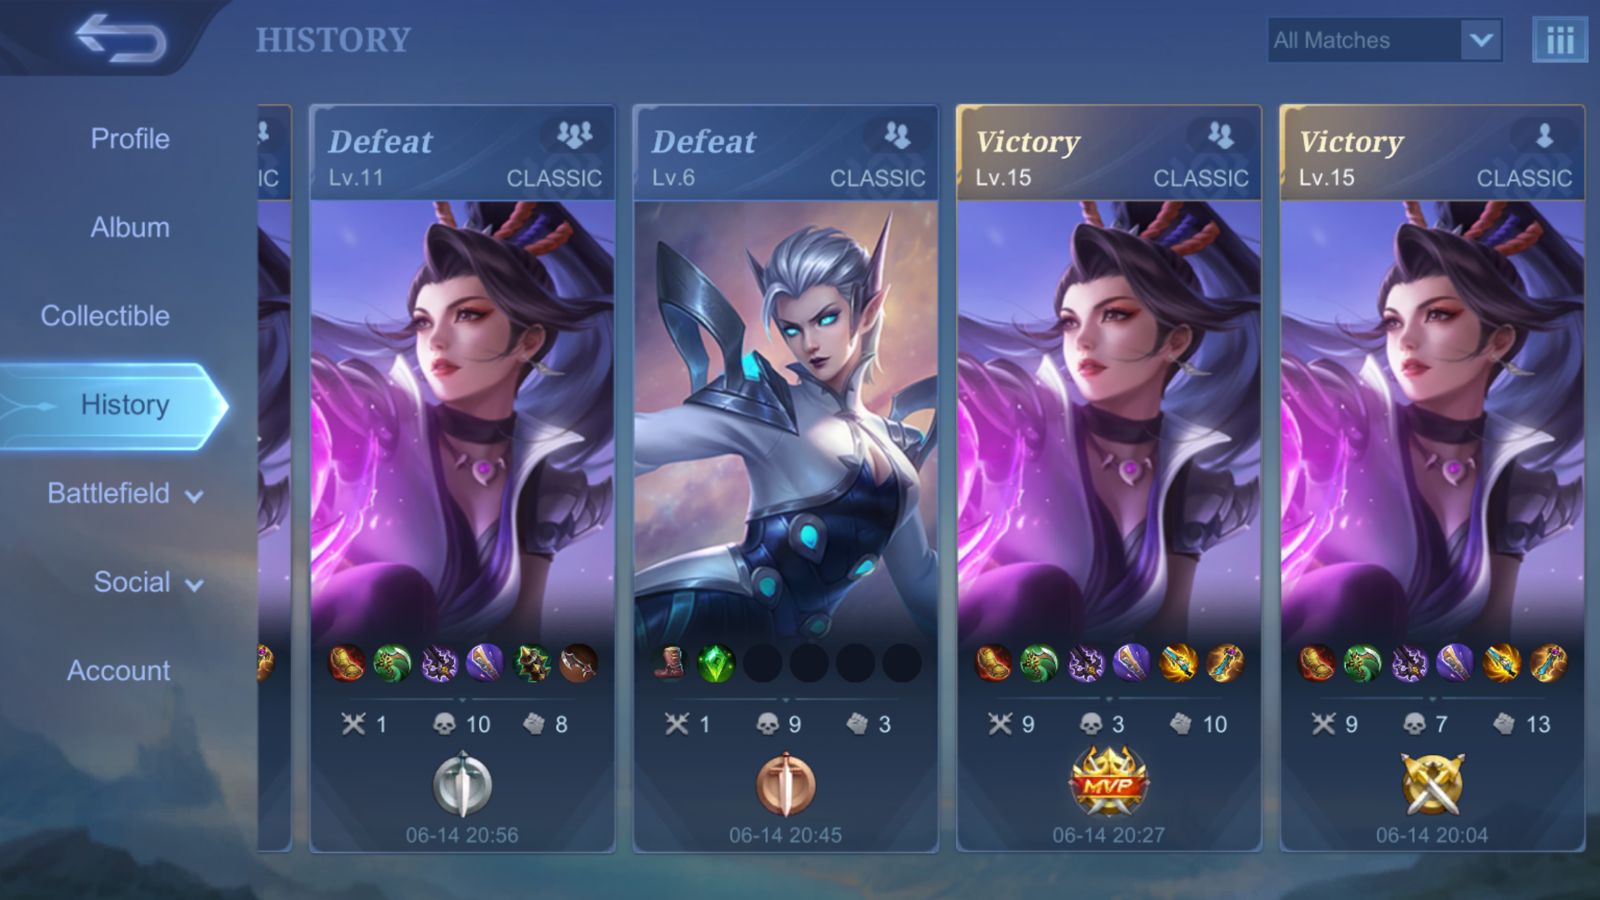 HISTORY
All Matches
Profile
Album
Collectible
History
Battlefield
Social
Account
IC
Defeat
Lv.11
CLASSIC
1 10 8
06-14 20:56
Defeat
Lv.6
CLASSIC
1 9 3
06-14 20:45
Victory
Lv.15
CLASSIC
9 3 10
MVP
06-14 20:27
Victory
Lv.15
CLASSIC
9 7 13
06-14 20:04